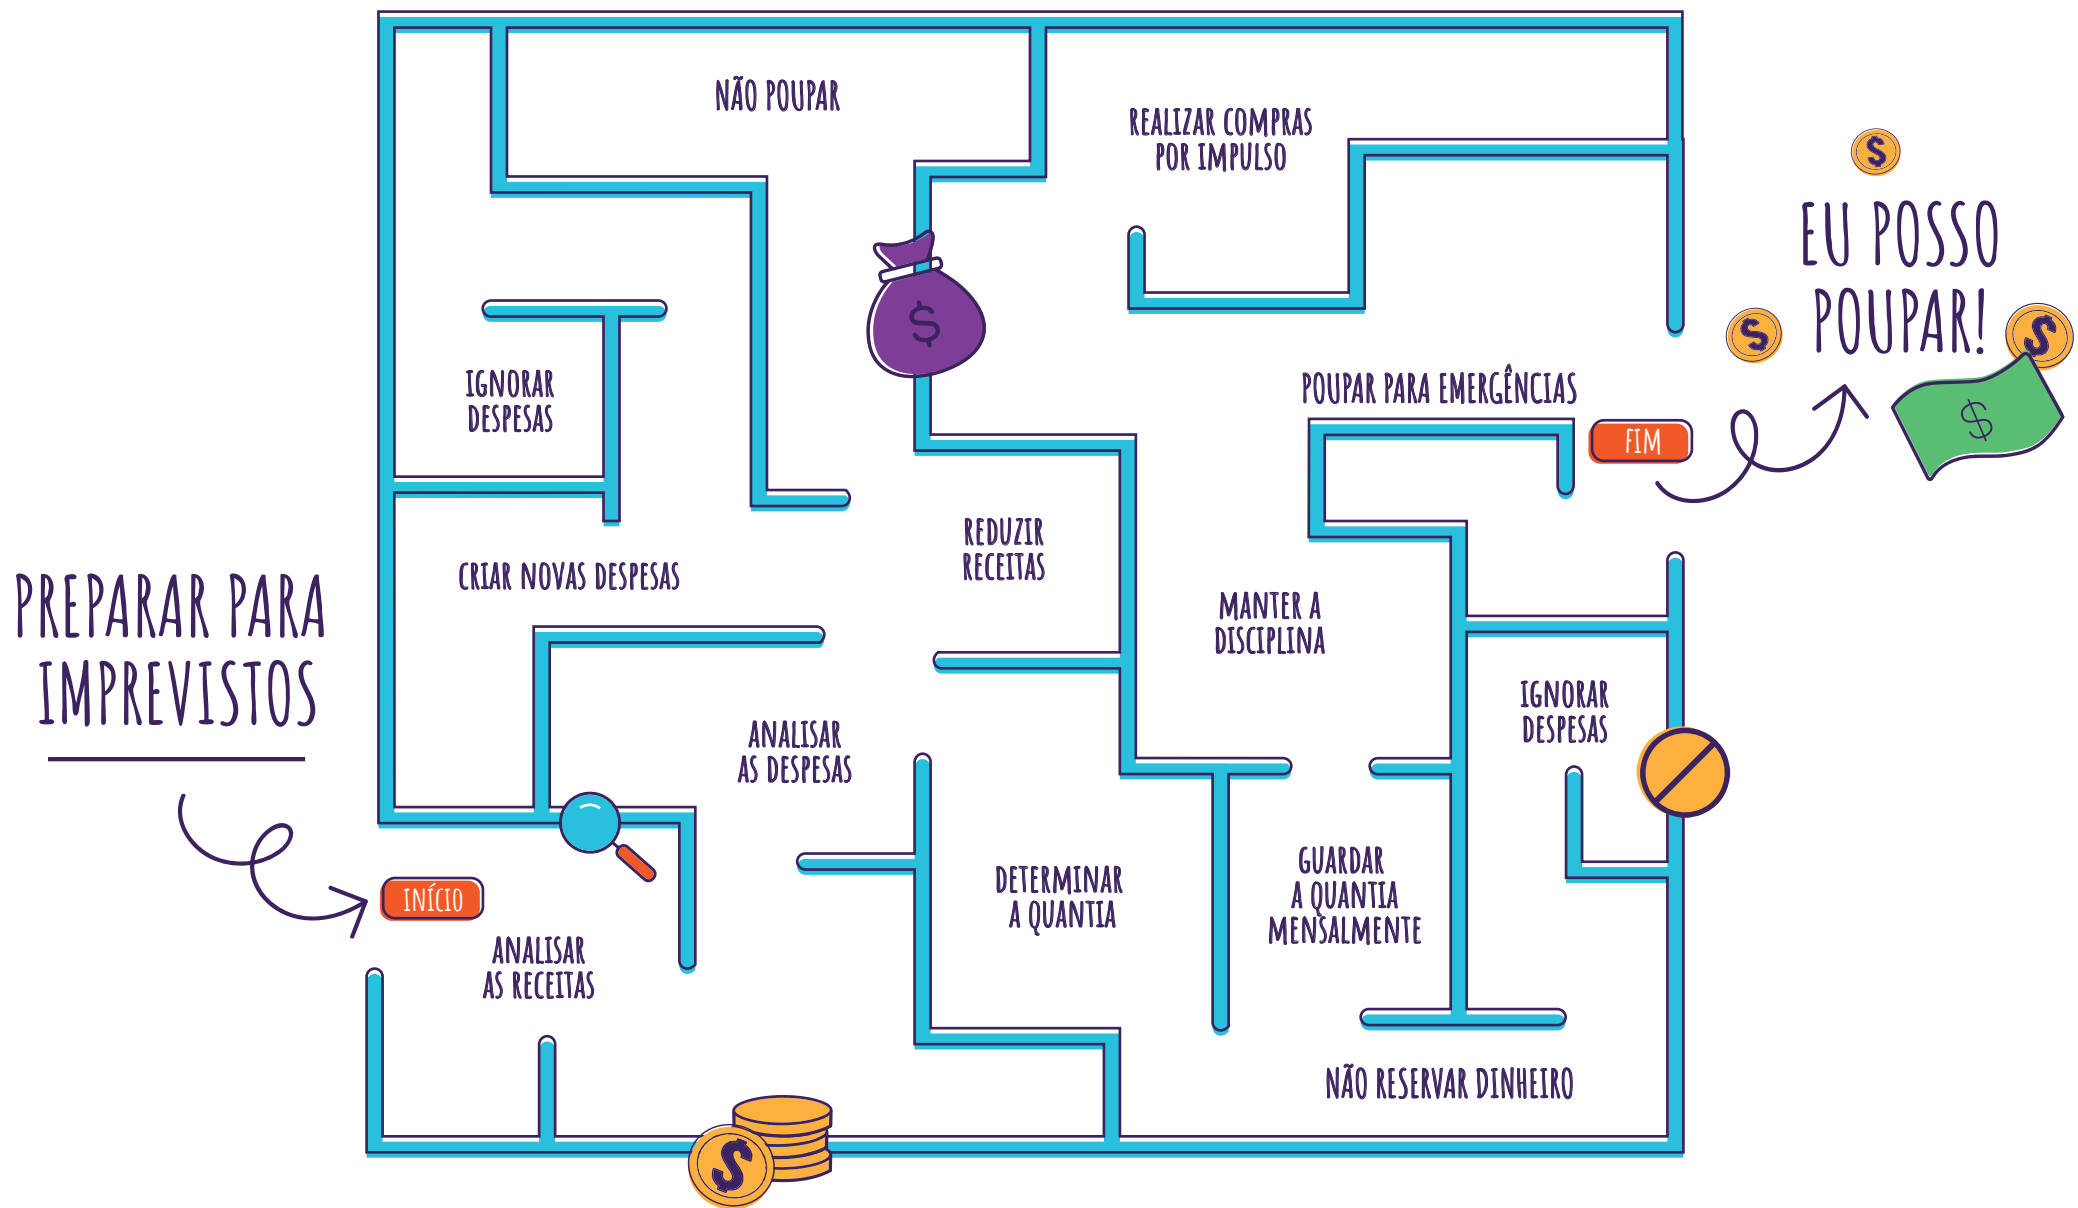 NÃO POUPAR
REALIZAR COMPRAS
POR IMPULSO
$
EU POSSO
POUPAR!
$
$
$
$
IGNORAR
DESPESAS
POUPAR PARA EMERGÊNCIAS
FIM
$
REDUZIR
RECEITAS
CRIAR NOVAS DESPESAS
PREPARAR PARA
IMPREVISTOS
MANTER A
DISCIPLINA
IGNORAR
DESPESAS
ANALISAR
AS DESPESAS
DETERMINAR
A QUANTIA
GUARDAR
A QUANTIA
MENSALMENTE
INÍCIO
ANALISAR
AS RECEITAS
NÃO RESERVAR DINHEIRO
$